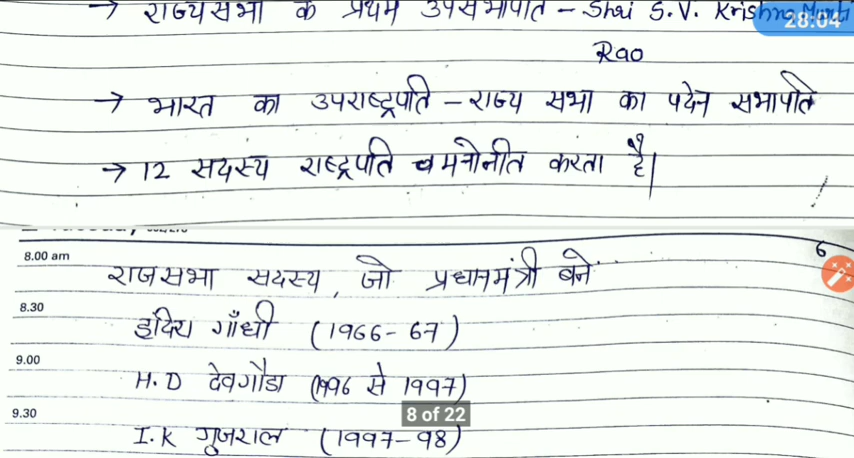 → राज्यसभा के प्रथम उपसभापति - Shri S.V. Krishna
28:04
Rao
→ भारत का उपराष्ट्रपति - राज्य सभा का पदेन सभापति
→ 12 सदस्य राष्ट्रपति मनोनीत करता है।
6
8.00 am
राजसभा सदस्य, जो प्रधानमंत्री बने
8.30
इंदिरा गाँधी (1966-67)
9.00
H.D देवगौडा (1996 से 1997)
8 of 22
9.30
I.K गूजराल (1997-98)